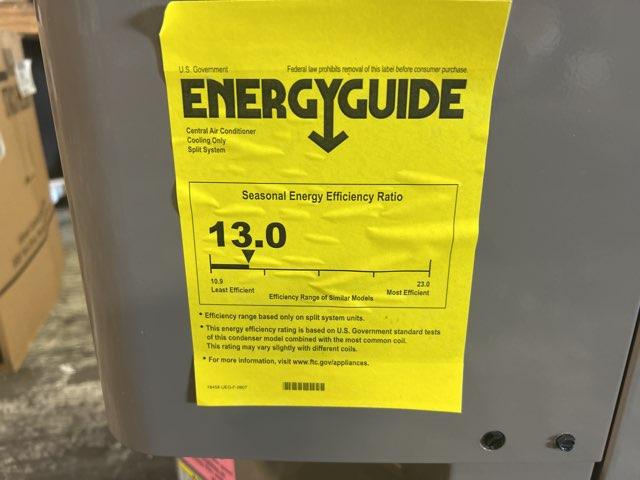 U.S. Government Federal law prohibits removal of this label before consumer purchase.
ENERGYGUIDE
Central Air Conditioner
Cooling Only
Split System
Seasonal Energy Efficiency Ratio
13.0
10.9 23.0
Least Efficient Most Efficient
Efficiency Range of Similar Models
* Efficiency range based only on split system units.
* This energy efficiency rating is based on U.S. Government standard tests
of this condenser model combined with the most common coil.
This rating may vary slightly with different coils.
* For more information, visit www.ftc.gov/appliances.